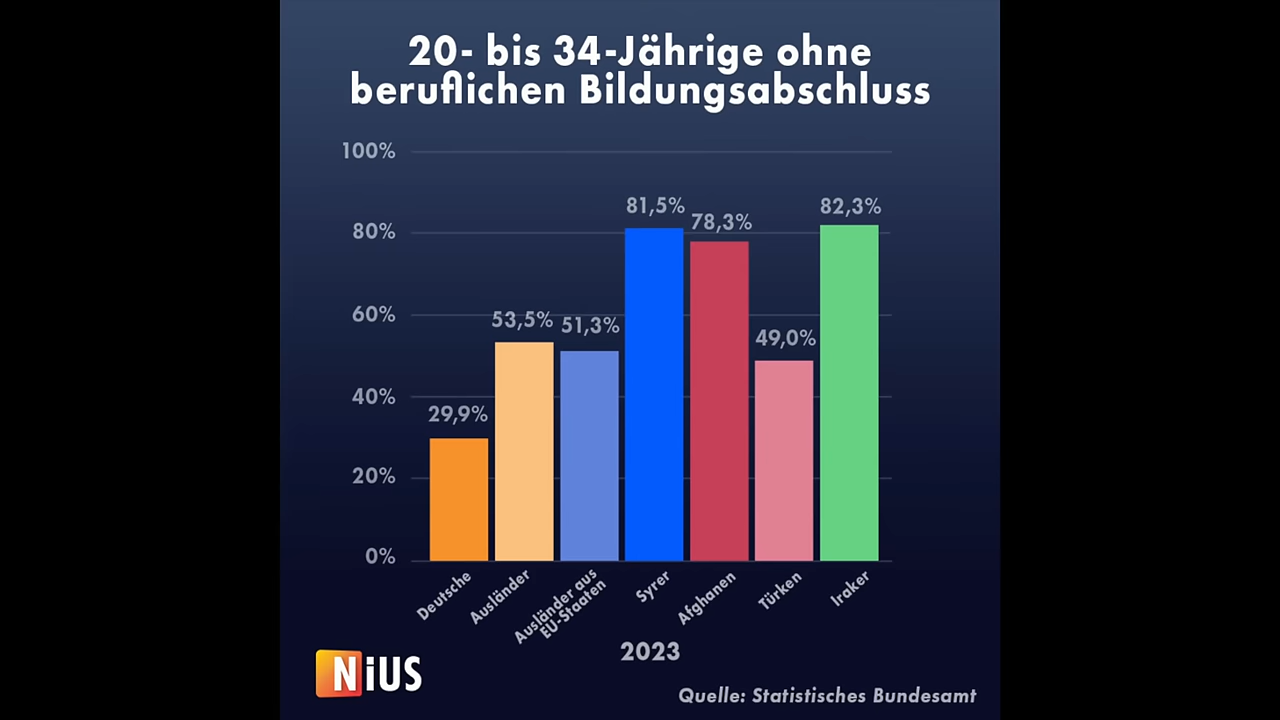 20- bis 34-Jährige ohne
beruflichen Bildungsabschluss
100%
80%
60%
40%
20%
0%
29,9%
53,5%
51,3%
81,5%
78,3%
49,0%
82,3%
Deutsche
Ausländer
Ausländer aus
EU-Staaten
Syrer
Afghanen
Türken
Iraker
2023
NiUS
Quelle: Statistisches Bundesamt